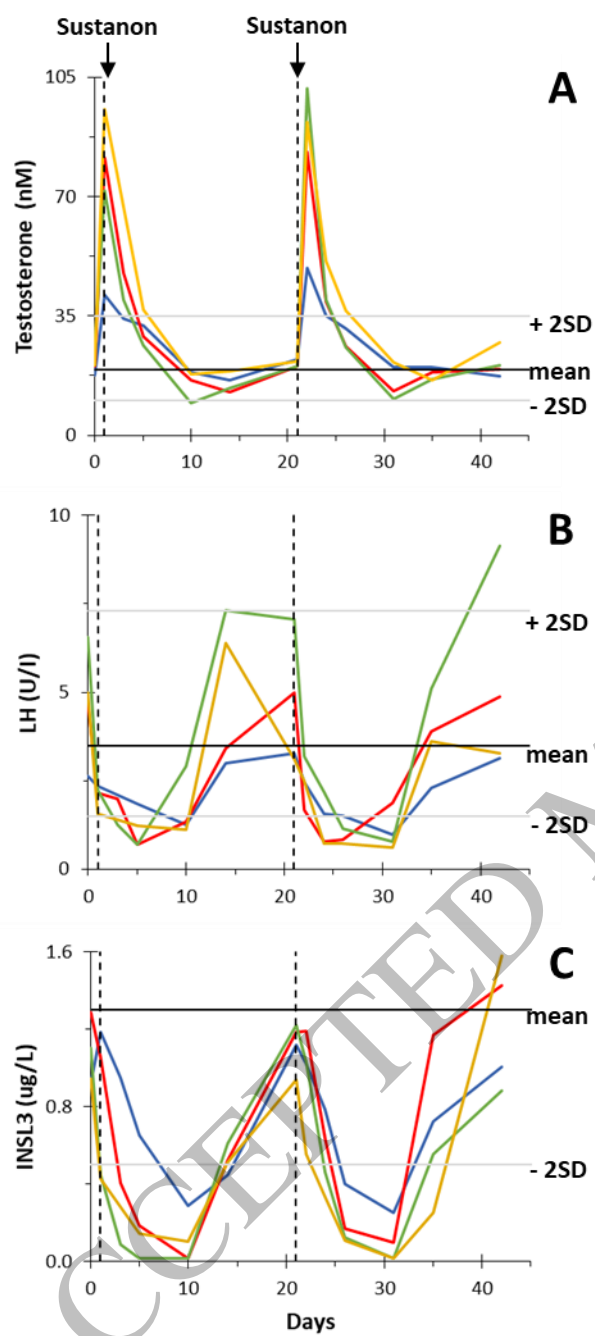 Sustanon Sustanon
A
105
70
35
0
Testosterone (nM)
+ 2SD
mean
- 2SD
0 10 20 30 40
B
10
5
0
LH (U/l)
+ 2SD
mean
- 2SD
0 10 20 30 40
C
1.6
0.8
0.0
INSL3 (ug/L)
mean
- 2SD
0 10 20 30 40
Days
CCEPTED A